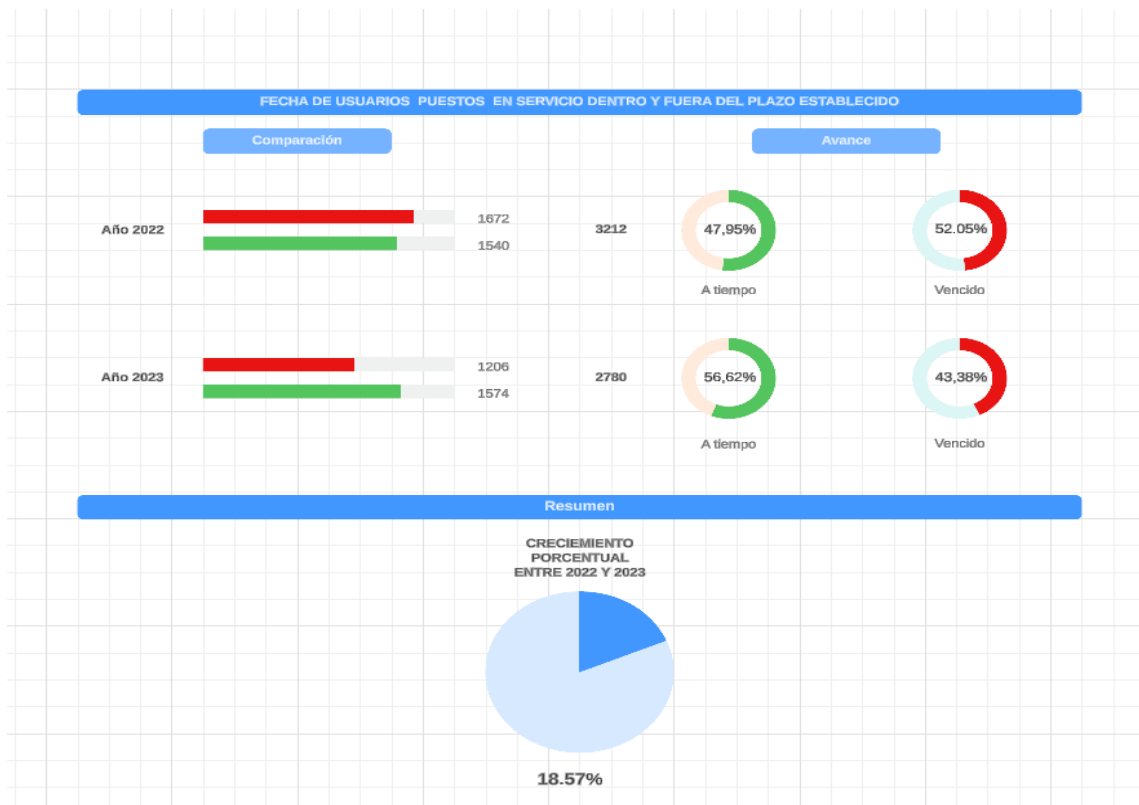 FECHA DE USUARIOS PUESTOS EN SERVICIO DENTRO Y FUERA DEL PLAZO ESTABLECIDO
Comparación
Avance
Año 2022
1672
1540
3212
47,95%
A tiempo
52.05%
Vencido
Año 2023
1206
1574
2780
56,62%
A tiempo
43,38%
Vencido
Resumen
CRECIEMIENTO
PORCENTUAL
ENTRE 2022 Y 2023
18.57%